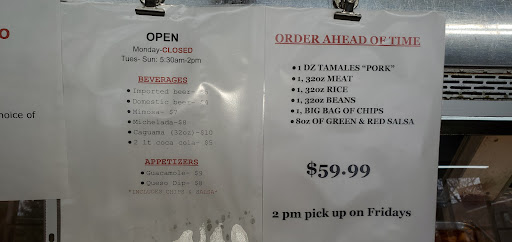 O
hoice of
OPEN
Monday-CLOSED
Tues- Sun: 5:30am-2pm
BEVERAGES
• Imported beer-
• Domestic beer-
• Mimosa- $7
• Michelada-$8
• Caguama (32oz)-$10
• 2 lt coca cola- $5
APPETIZERS
• Guacamole- $9
• Queso Dip- $8
*INCLUDES CHIPS & SALSA*
ORDER AHEAD OF TIME
•1 DZ TAMALES "PORK"
•1, 32oz MEAT
•1, 32oz RICE
•1, 32oz BEANS
•1, BIG BAG OF CHIPS
•8oz OF GREEN & RED SALSA
$59.99
2 pm pick up on Fridays